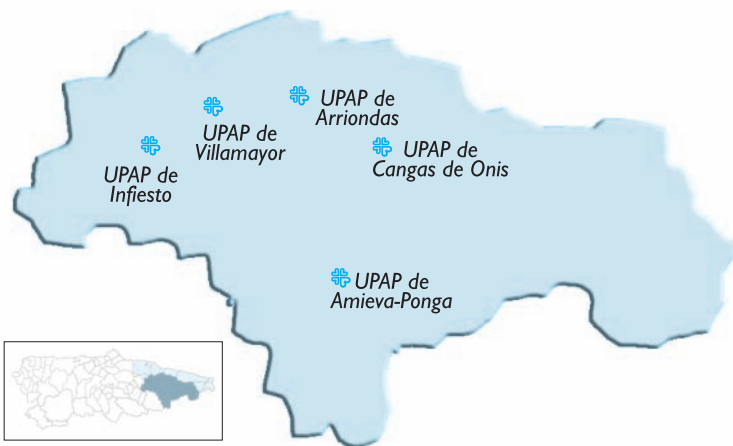 UPAP de
Arriondas
UPAP de
Villamayor
UPAP de
Cangas de Onis
UPAP de
Infiesto
UPAP de
Amieva-Ponga